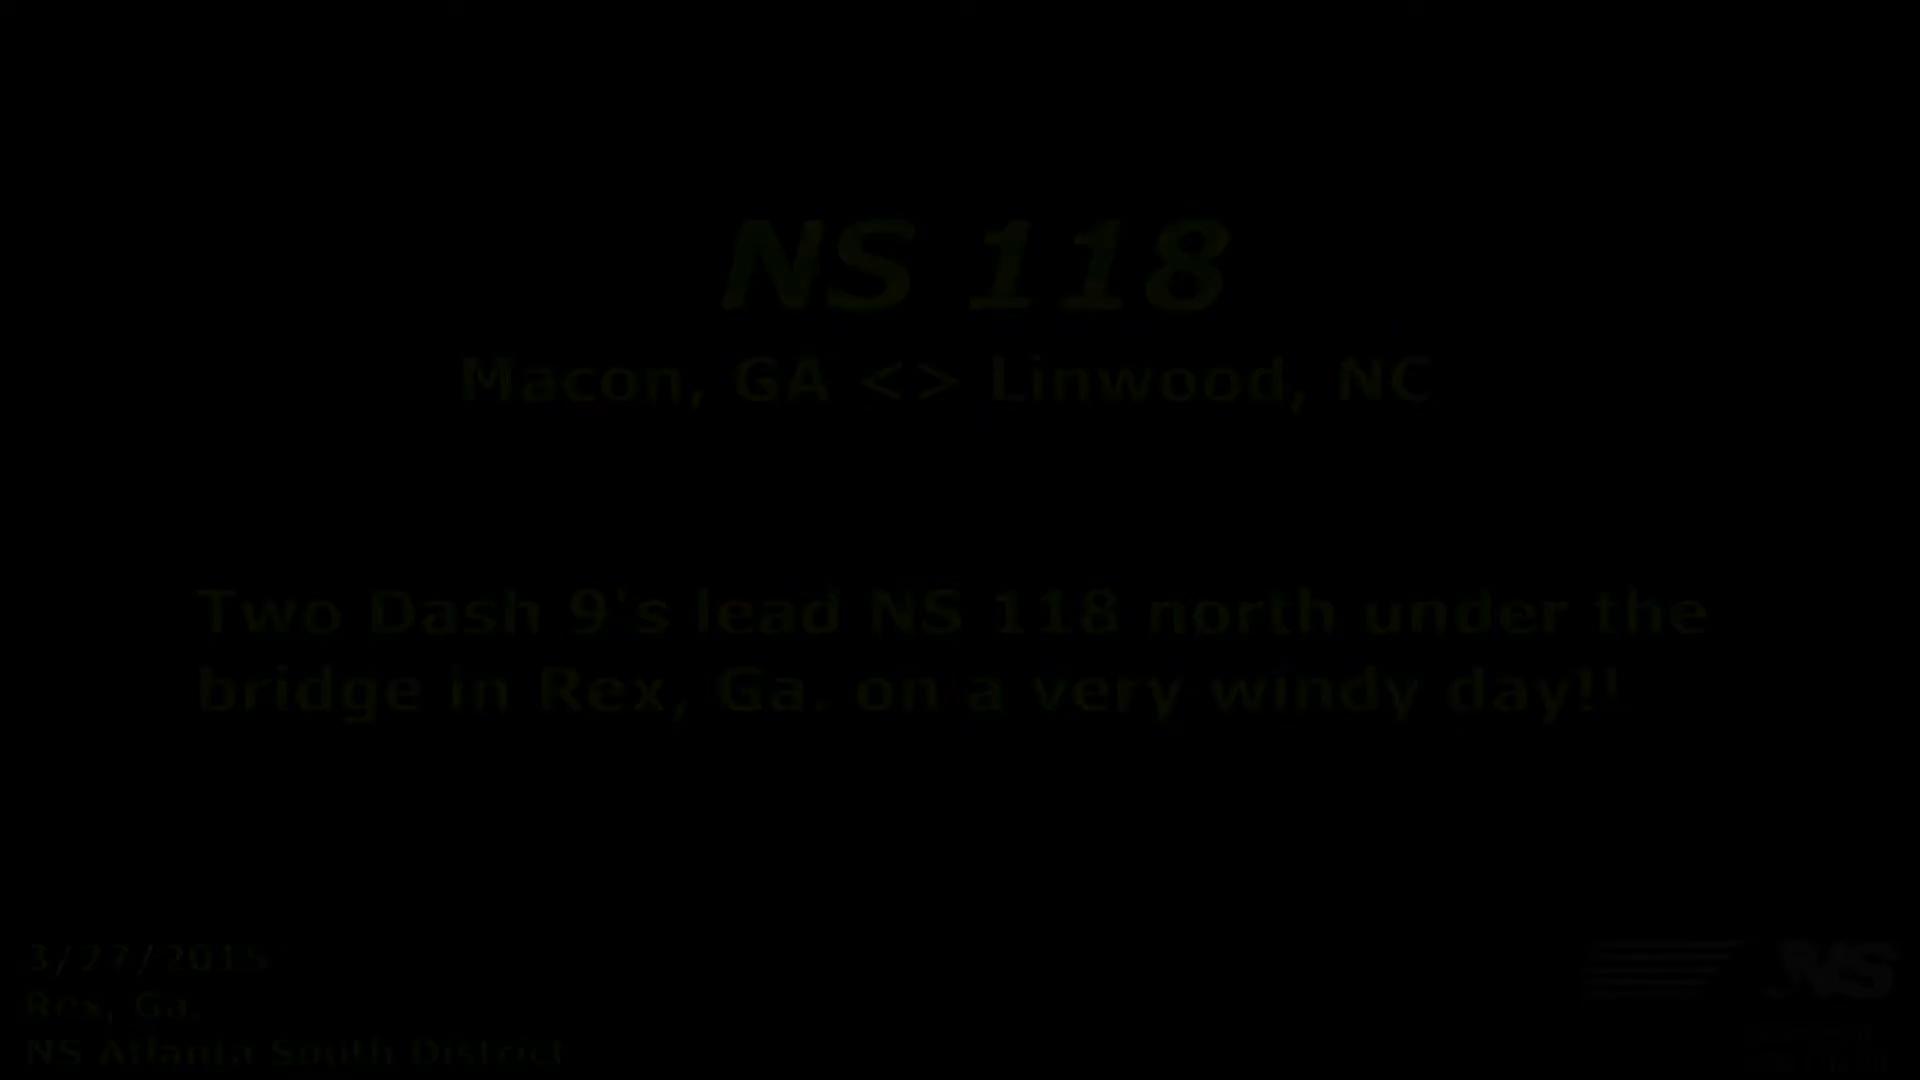 NS 118
Macon, GA <> Linwood, NC
Two Dash 9's lead NS 118 north under the
bridge in Rex, Ga. on a very windy day!!
3/27/2015
Rex, Ga.
NS Atlanta South District
NS